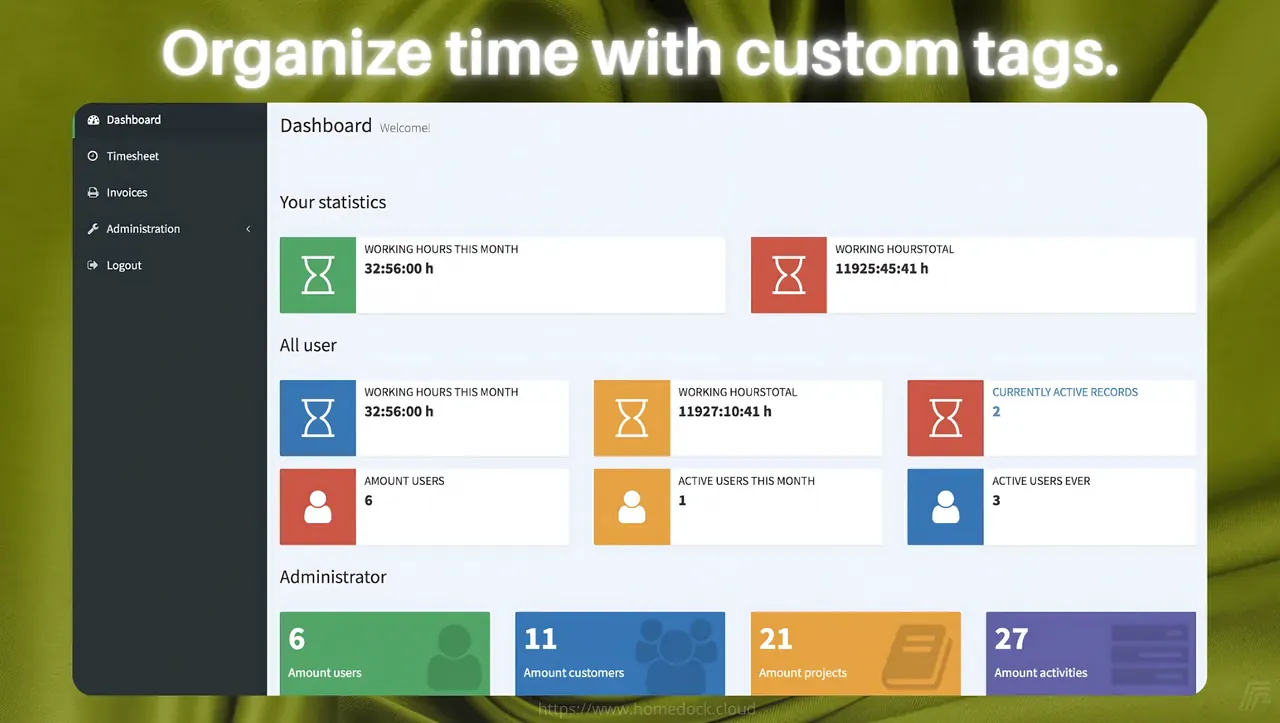 Organize time with custom tags.
Dashboard
Timesheet
Invoices
Administration
Logout
Dashboard Welcome!
Your statistics
WORKING HOURS THIS MONTH
32:56:00 h
WORKING HOURSTOTAL
11925:45:41 h
All user
WORKING HOURS THIS MONTH
32:56:00 h
WORKING HOURSTOTAL
11927:10:41 h
CURRENTLY ACTIVE RECORDS
2
AMOUNT USERS
6
ACTIVE USERS THIS MONTH
1
ACTIVE USERS EVER
3
Administrator
6
Amount users
11
Amount customers
21
Amount projects
27
Amount activities
https://www.homedock.cloud